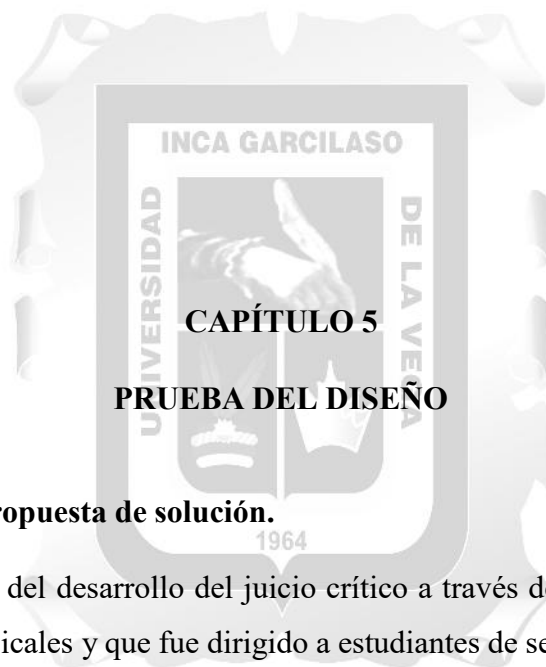 INCA GARCILASO
UNIVERSIDAD
DE LA VEGA
CAPÍTULO 5
PRUEBA DEL DISEÑO
ropuesta de solución.
1964
del desarrollo del juicio crítico a través de
icales y que fue dirigido a estudiantes de se